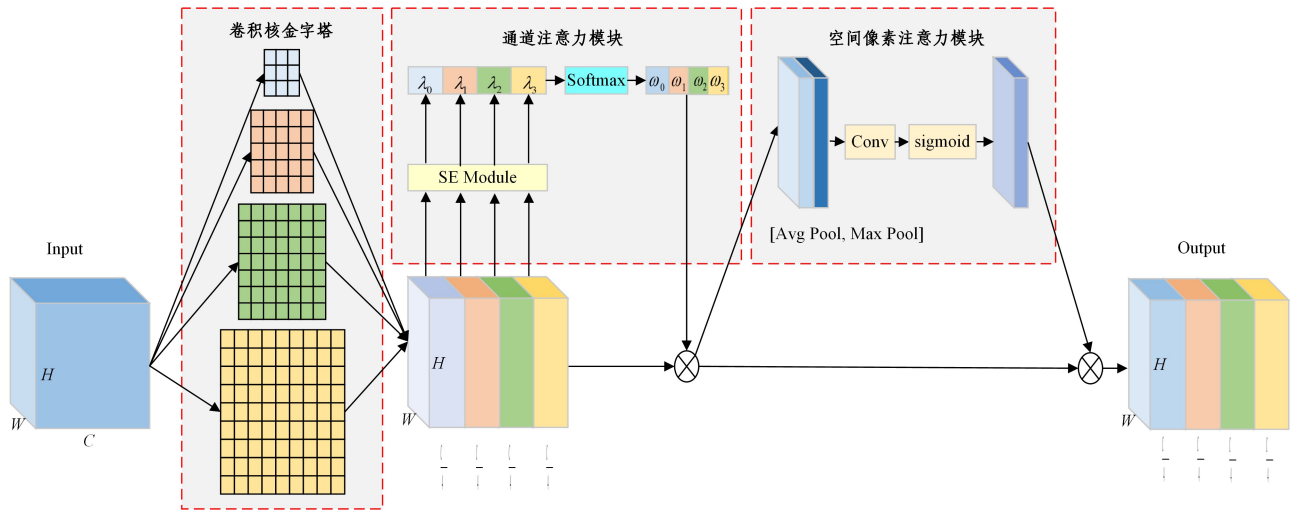 卷积核金字塔
通道注意力模块
空间像素注意力模块
λ0 λ1 λ2 λ3
Softmax
ω0 ω1 ω2 ω3
SE Module
Conv
sigmoid
[Avg Pool, Max Pool]
Input
Output
H
W
C
H
W
H
W